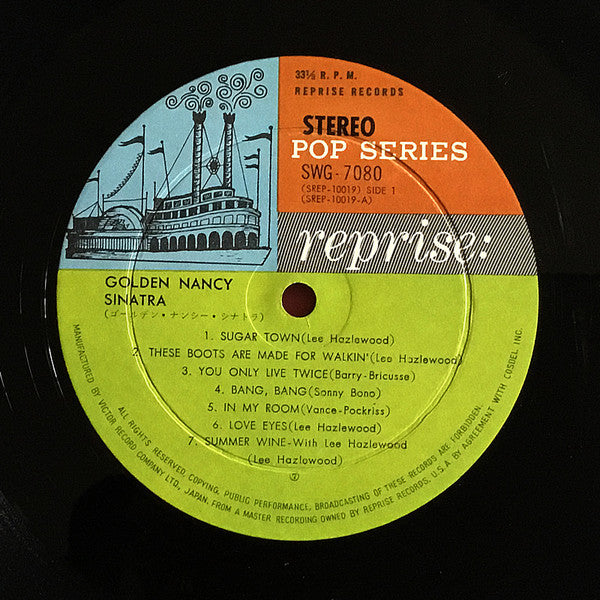 33⅓ R. P. M.
REPRISE RECORDS
STEREO
POP SERIES
SWG-7080
(SREP-10019) SIDE 1
(SREP-10019-A)
reprise:
GOLDEN NANCY
SINATRA
(ゴールデン・ナンシー・シナトラ)
1. SUGAR TOWN(Lee Hazlewood)
2. THESE BOOTS ARE MADE FOR WALKIN'(Lee Hazlewood)
3. YOU ONLY LIVE TWICE(Barry-Bricusse)
4. BANG, BANG(Sonny Bono)
5. IN MY ROOM(Vance-Pockriss)
6. LOVE EYES(Lee Hazlewood)
7. SUMMER WINE-With Lee Hazlewood
(Lee Hazlewood)
ALL RIGHTS RESERVED, COPYING, PUBLIC PERFORMANCE, BROADCASTING OF THESE RECORDS ARE FORBIDDEN.
MANUFACTURED BY VICTOR RECORD COMPANY LTD., JAPAN, FROM A MASTER RECORDING OWNED BY REPRISE RECORDS, U.S.A. BY AGREEMENT WITH COSDEL INC.